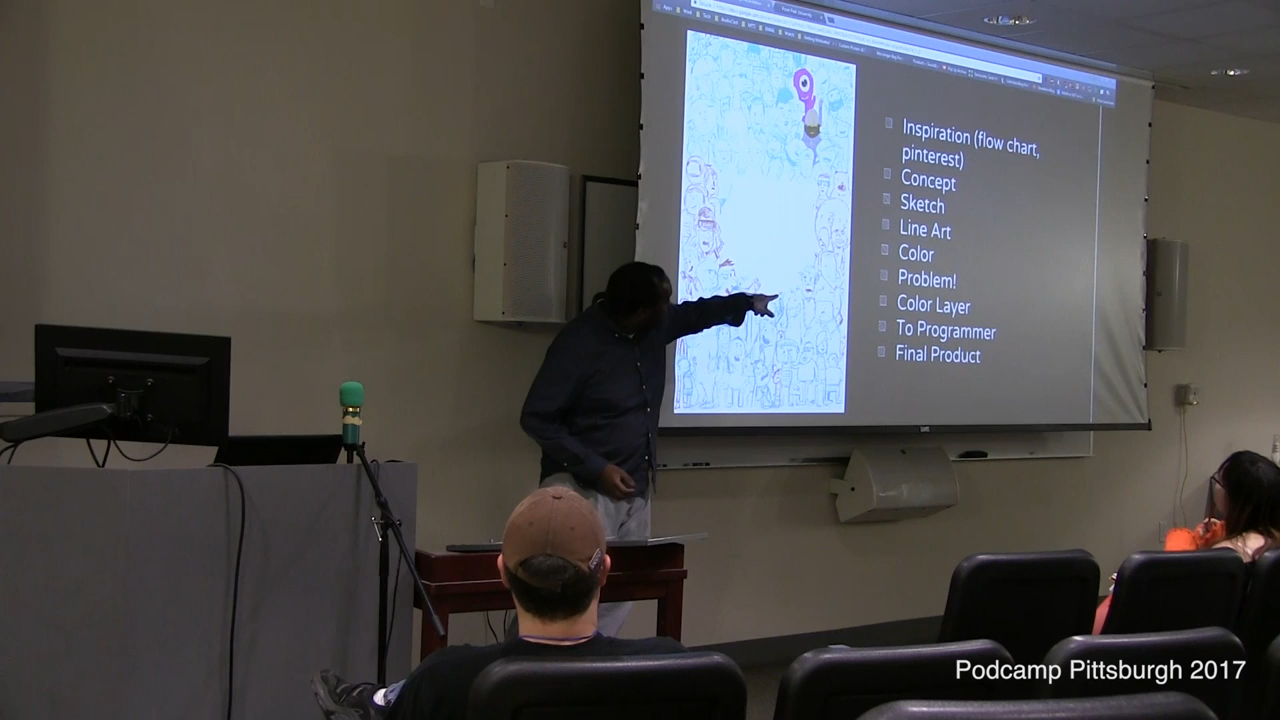 Inspiration (flow chart,
pinterest)
Concept
Sketch
Line Art
Color
Problem!
Color Layer
To Programmer
Final Product
Podcamp Pittsburgh 2017